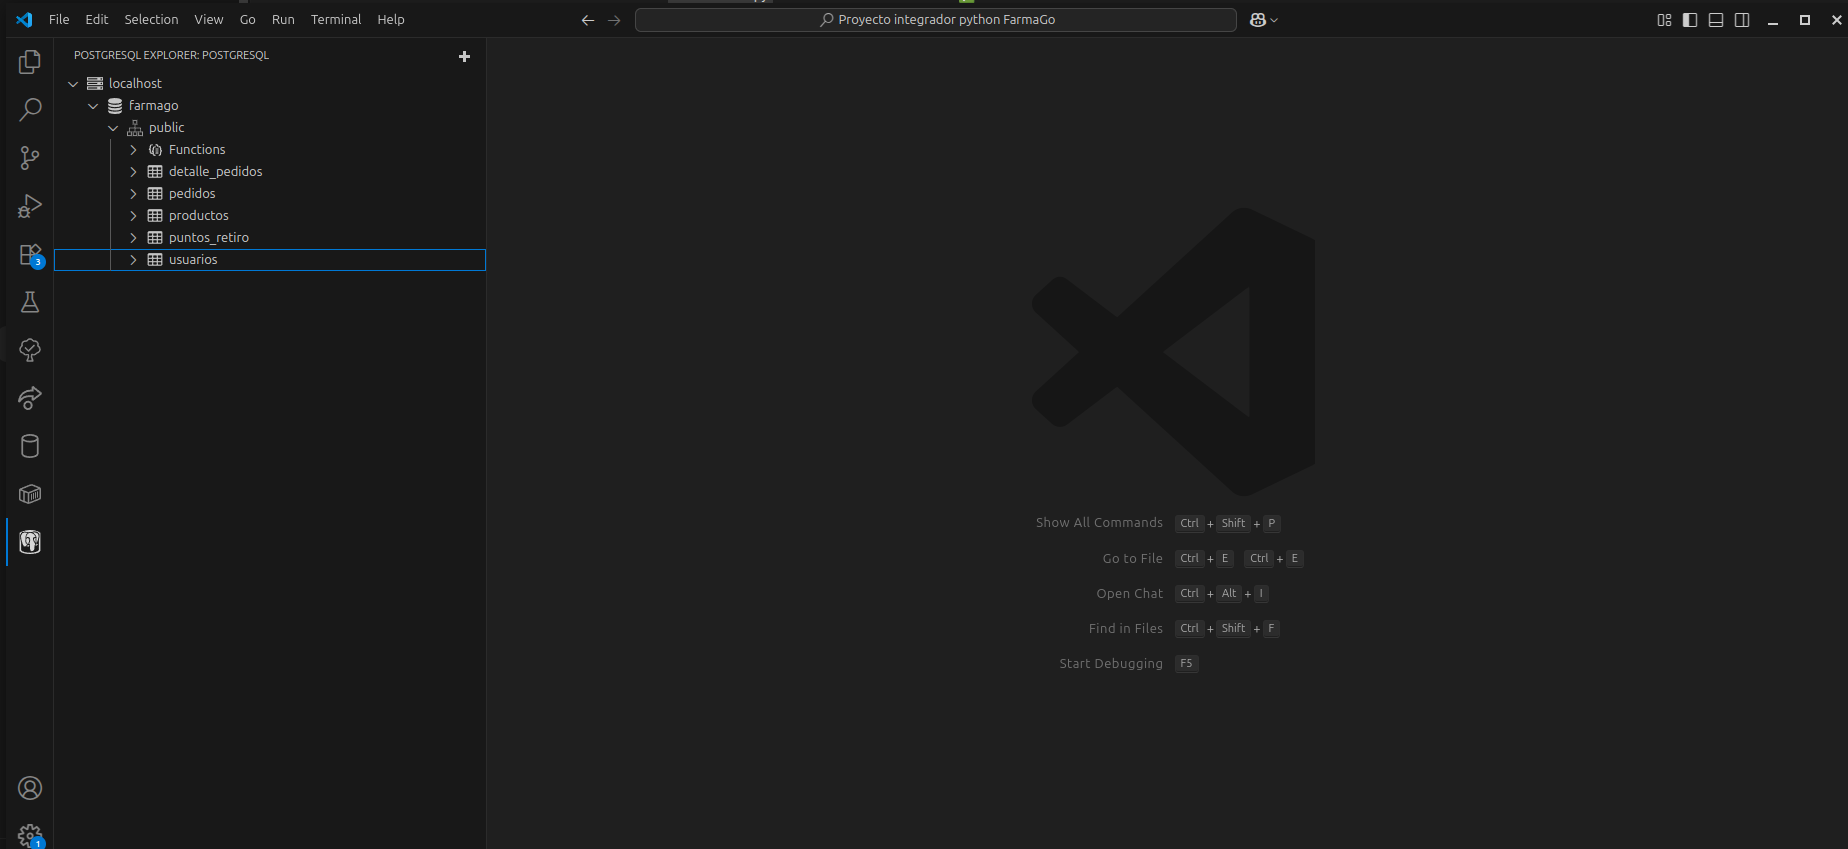 File Edit Selection View Go Run Terminal Help
Proyecto integrador python FarmaGo
POSTGRESQL EXPLORER: POSTGRESQL
localhost
farmago
public
Functions
detalle_pedidos
pedidos
productos
puntos_retiro
usuarios
3
Show All Commands Ctrl + Shift + P
Go to File Ctrl + E Ctrl + E
Open Chat Ctrl + Alt + I
Find in Files Ctrl + Shift + F
Start Debugging F5
1